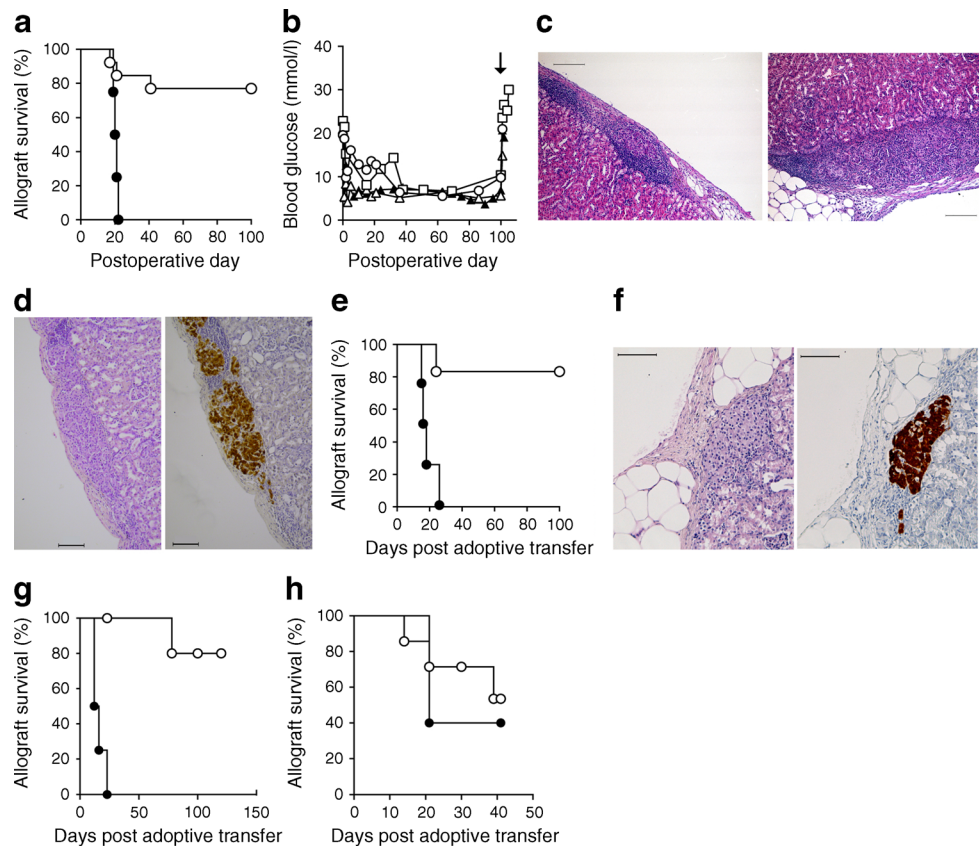 a
Allograft survival (%)
100
80
60
40
20
0
0 20 40 60 80 100
Postoperative day
b
Blood glucose (mmol/l)
40
30
20
10
0
0 20 40 60 80 100
Postoperative day
c
d
e
Allograft survival (%)
100
80
60
40
20
0
0 20 40 60 80 100
Days post adoptive transfer
f
g
Allograft survival (%)
100
80
60
40
20
0
0 50 100 150
Days post adoptive transfer
h
Allograft survival (%)
100
80
60
40
20
0
0 10 20 30 40 50
Days post adoptive transfer